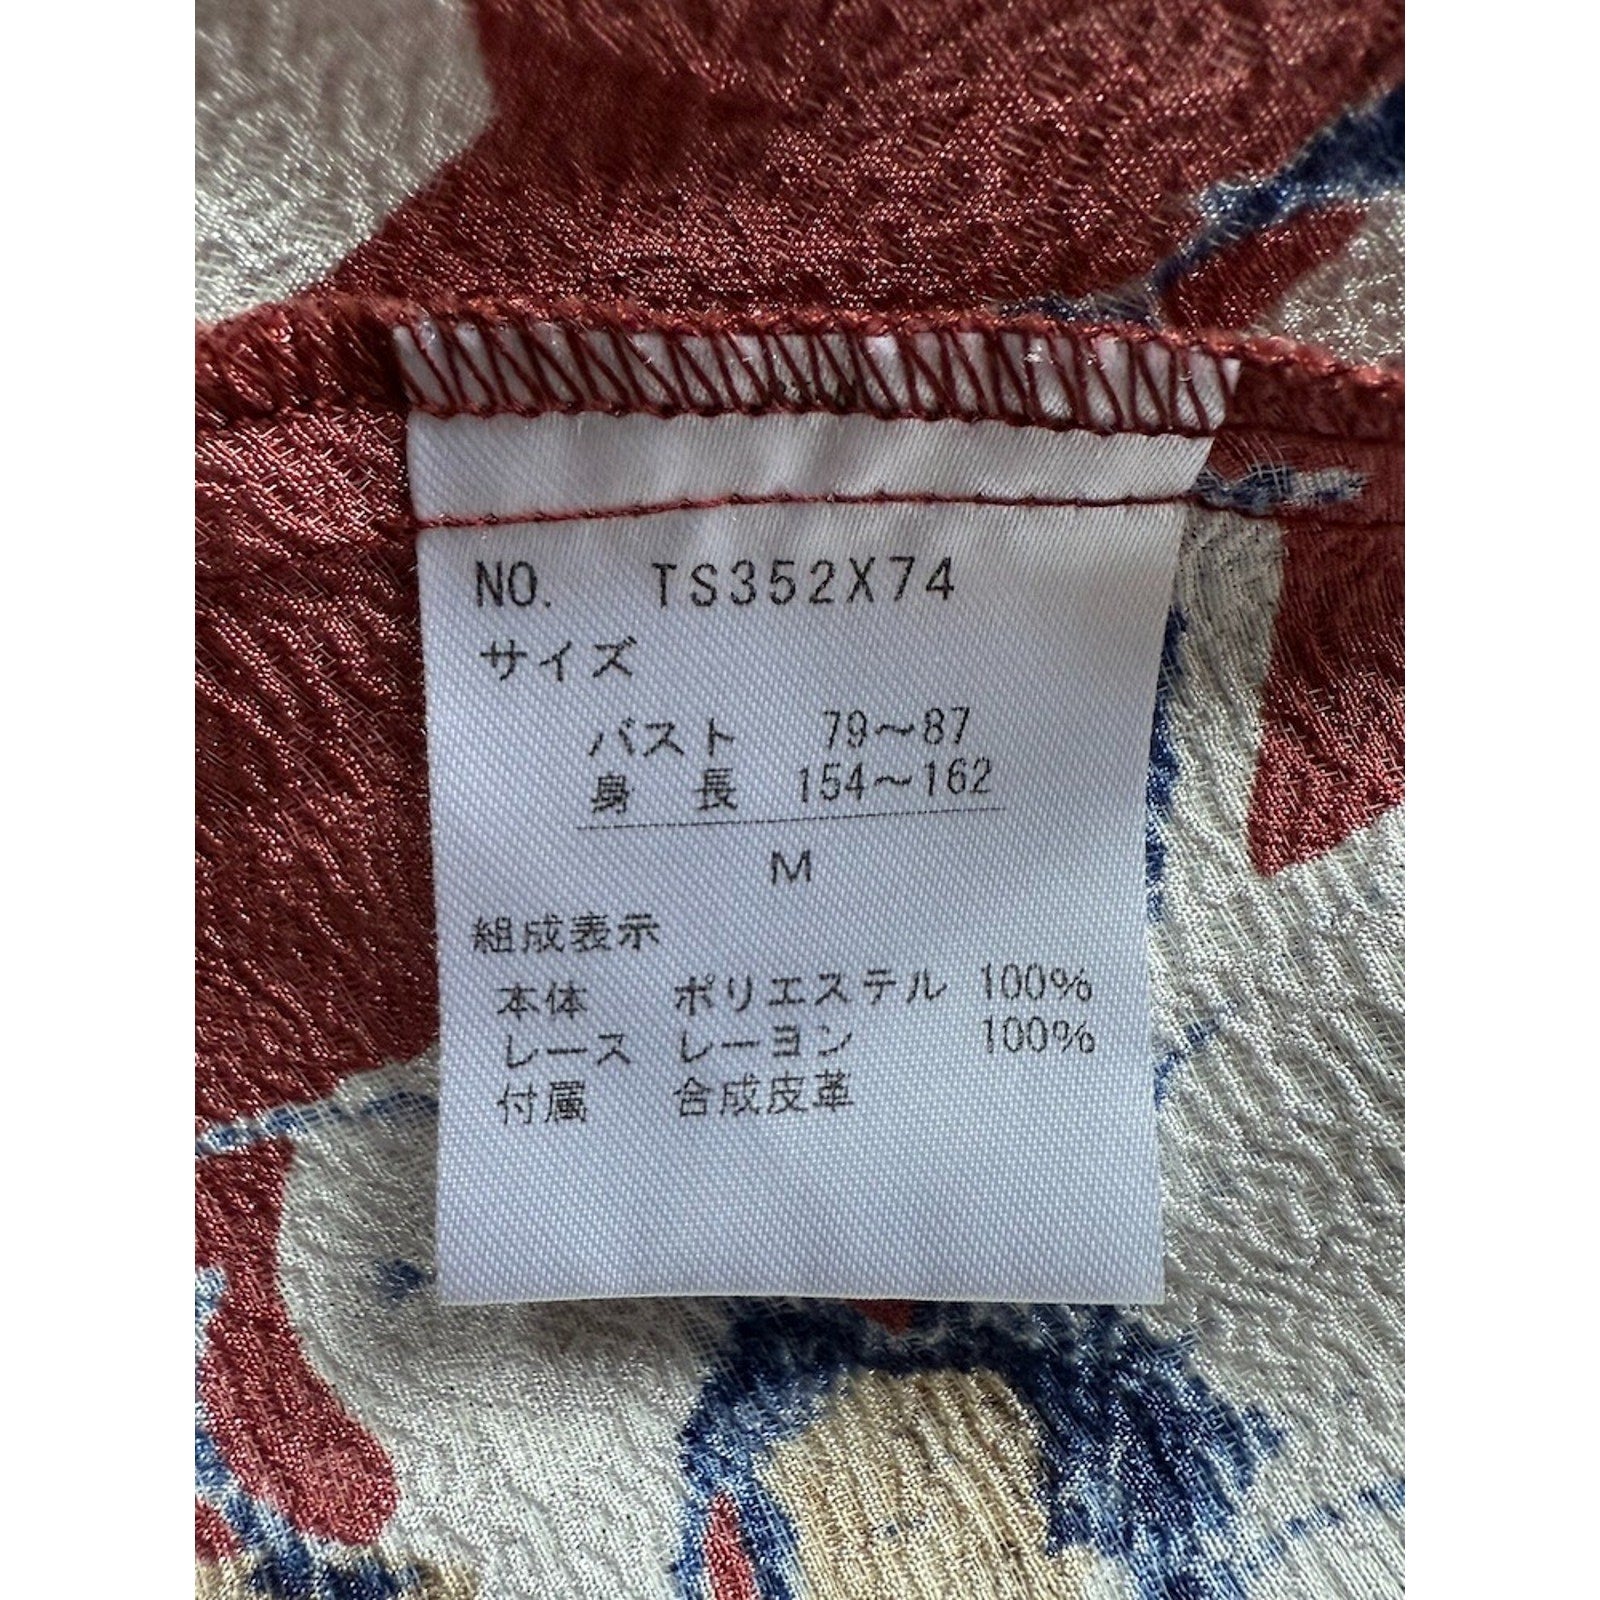 NO. TS352X74
サイズ
バスト 79〜87
身 長 154〜162
M
組成表示
本体 ポリエステル 100%
レース レーヨン 100%
付属 合成皮革